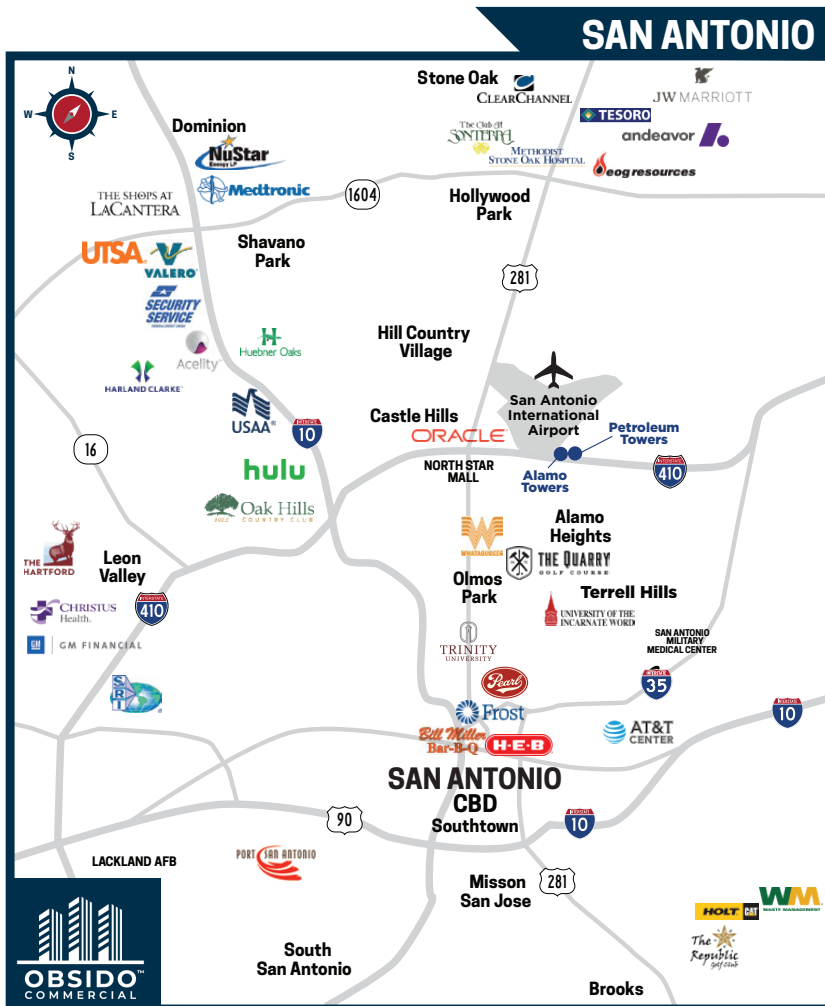 SAN ANTONIO
N
W
E
S
Stone Oak
CLEARCHANNEL
JW MARRIOTT
TESORO
The Club At
SONTERRA
andeavor
METHODIST
STONE OAK HOSPITAL
eog resources
Dominion
NuStar
Energy LP
Medtronic
THE SHOPS AT
LACANTERA
1604
Hollywood
Park
UTSA
VALERO
Shavano
Park
281
SECURITY
SERVICE
Acelity
Huebner Oaks
HARLAND CLARKE
Hill Country
Village
San Antonio
International
Airport
USAA
INTERSTATE
10
Castle Hills
ORACLE
Petroleum
Towers
16
NORTH STAR
MALL
Alamo
Towers
410
hulu
Oak Hills
COUNTRY CLUB
WHATABURGER
Alamo
Heights
THE QUARRY
GOLF COURSE
THE
HARTFORD
Leon
Valley
Olmos
Park
Terrell Hills
CHRISTUS
Health.
INTERSTATE
410
UNIVERSITY OF THE
INCARNATE WORD
GM
GM FINANCIAL
TRINITY
UNIVERSITY
SAN ANTONIO
MILITARY
MEDICAL CENTER
SRI
Pearl
35
Frost
10
Bill Miller
Bar-B-Q
H-E-B
AT&T
CENTER
SAN ANTONIO
CBD
Southtown
90
10
LACKLAND AFB
PORT SAN ANTONIO
Misson
San Jose
281
HOLT CAT
WM
WASTE MANAGEMENT
The
Republic
golf club
South
San Antonio
Brooks
OBSIDO™
COMMERCIAL